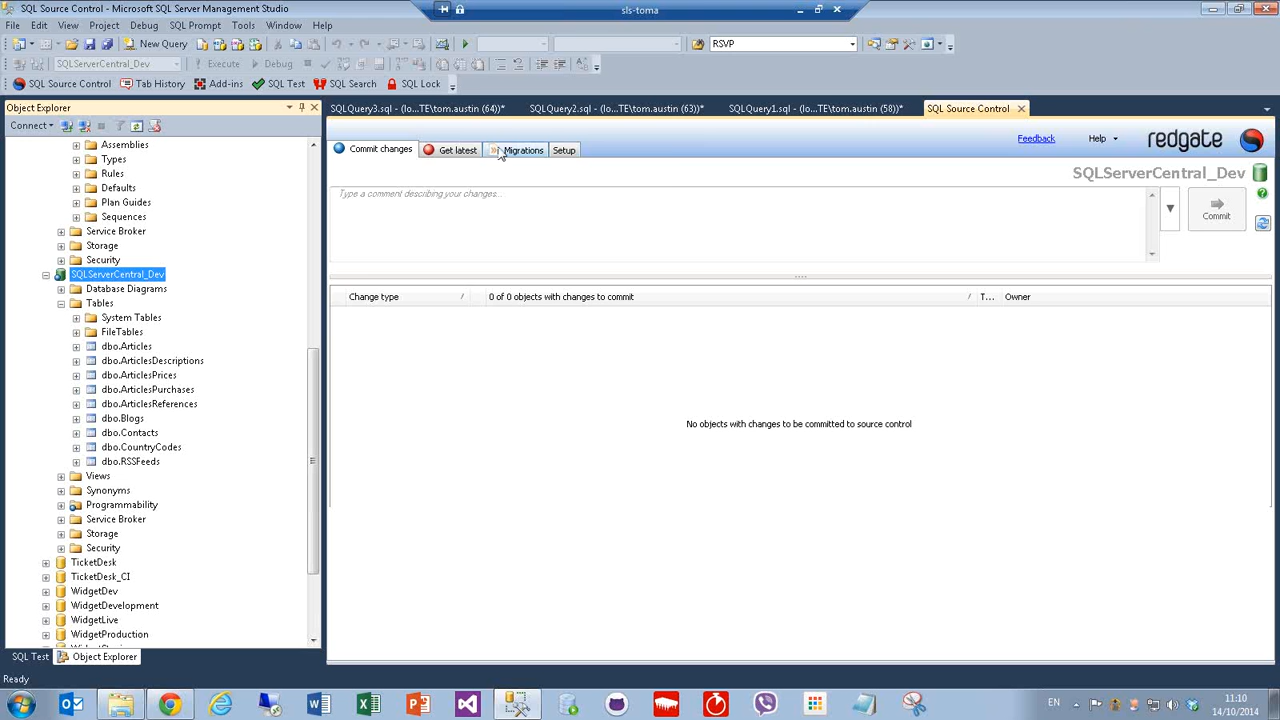 SQL Source Control - Microsoft SQL Server Management Studio
sls-toma
File Edit View Project Debug SQL Prompt Tools Window Help
New Query
RSVP
SQLServerCentral_Dev
Execute
Debug
SQL Source Control Tab History Add-ins SQL Test SQL Search SQL Lock
Object Explorer
SQLQuery3.sql - (lo...TE\tom.austin (64))* SQLQuery2.sql - (lo...TE\tom.austin (63))* SQLQuery1.sql - (lo...TE\tom.austin (58))* SQL Source Control
Connect
Feedback
Help
redgate
Commit changes Get latest Migrations Setup
SQLServerCentral_Dev
Type a comment describing your changes...
Commit
Change type
0 of 0 objects with changes to commit
T...
Owner
No objects with changes to be committed to source control
Assemblies
Types
Rules
Defaults
Plan Guides
Sequences
Service Broker
Storage
Security
SQLServerCentral_Dev
Database Diagrams
Tables
System Tables
FileTables
dbo.Articles
dbo.ArticlesDescriptions
dbo.ArticlesPrices
dbo.ArticlesPurchases
dbo.ArticlesReferences
dbo.Blogs
dbo.Contacts
dbo.CountryCodes
dbo.RSSFeeds
Views
Synonyms
Programmability
Service Broker
Storage
Security
TicketDesk
TicketDesk_CI
WidgetDev
WidgetDevelopment
WidgetLive
WidgetProduction
SQL Test Object Explorer
Ready
EN
11:10
14/10/2014